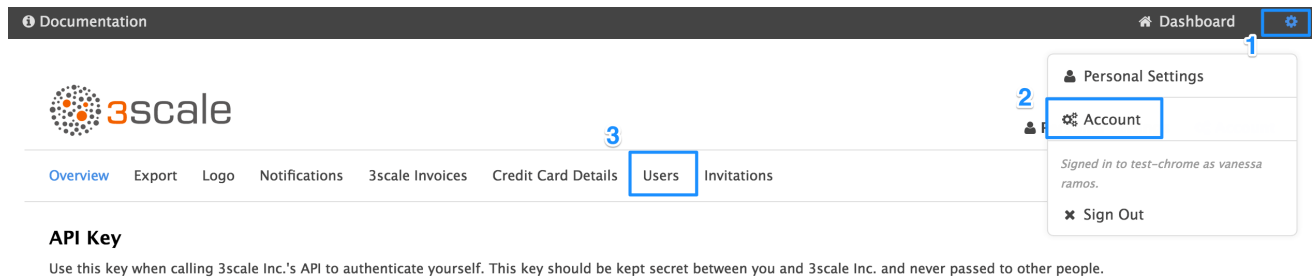 Documentation
Dashboard
1
Personal Settings
2
3scale
Account
3
Overview Export Logo Notifications 3scale Invoices Credit Card Details Users Invitations
Signed in to test-chrome as vanessa
ramos.
Sign Out
API Key
Use this key when calling 3scale Inc.'s API to authenticate yourself. This key should be kept secret between you and 3scale Inc. and never passed to other people.